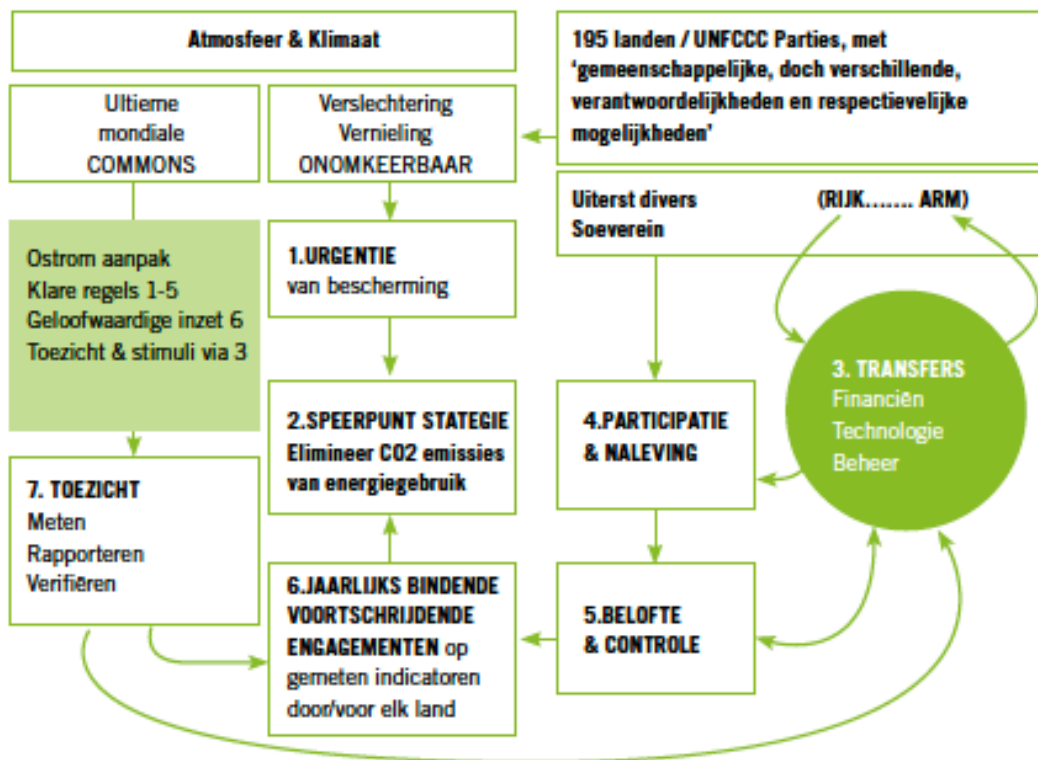 Atmosfeer & Klimaat
195 landen / UNFCCC Parties, met
‘gemeenschappelijke, doch verschillende,
verantwoordelijkheden en respectievelijke
mogelijkheden’
Ultieme
mondiale
COMMONS
Verslechtering
Vernieling
ONOMKEERBAAR
Uiterst divers (RIJK....... ARM)
Soeverein
Ostrom aanpak
Klare regels 1-5
Geloofwaardige inzet 6
Toezicht & stimuli via 3
1.URGENTIE
van bescherming
2.SPEERPUNT STATEGIE
Elimineer CO2 emissies
van energiegebruik
3. TRANSFERS
Financiën
Technologie
Beheer
4.PARTICIPATIE
& NALEVING
7. TOEZICHT
Meten
Rapporteren
Verifiëren
6.JAARLIJKS BINDENDE
VOORTSCHRIJDENDE
ENGAGEMENTEN op
gemeten indicatoren
door/voor elk land
5.BELOFTE
& CONTROLE